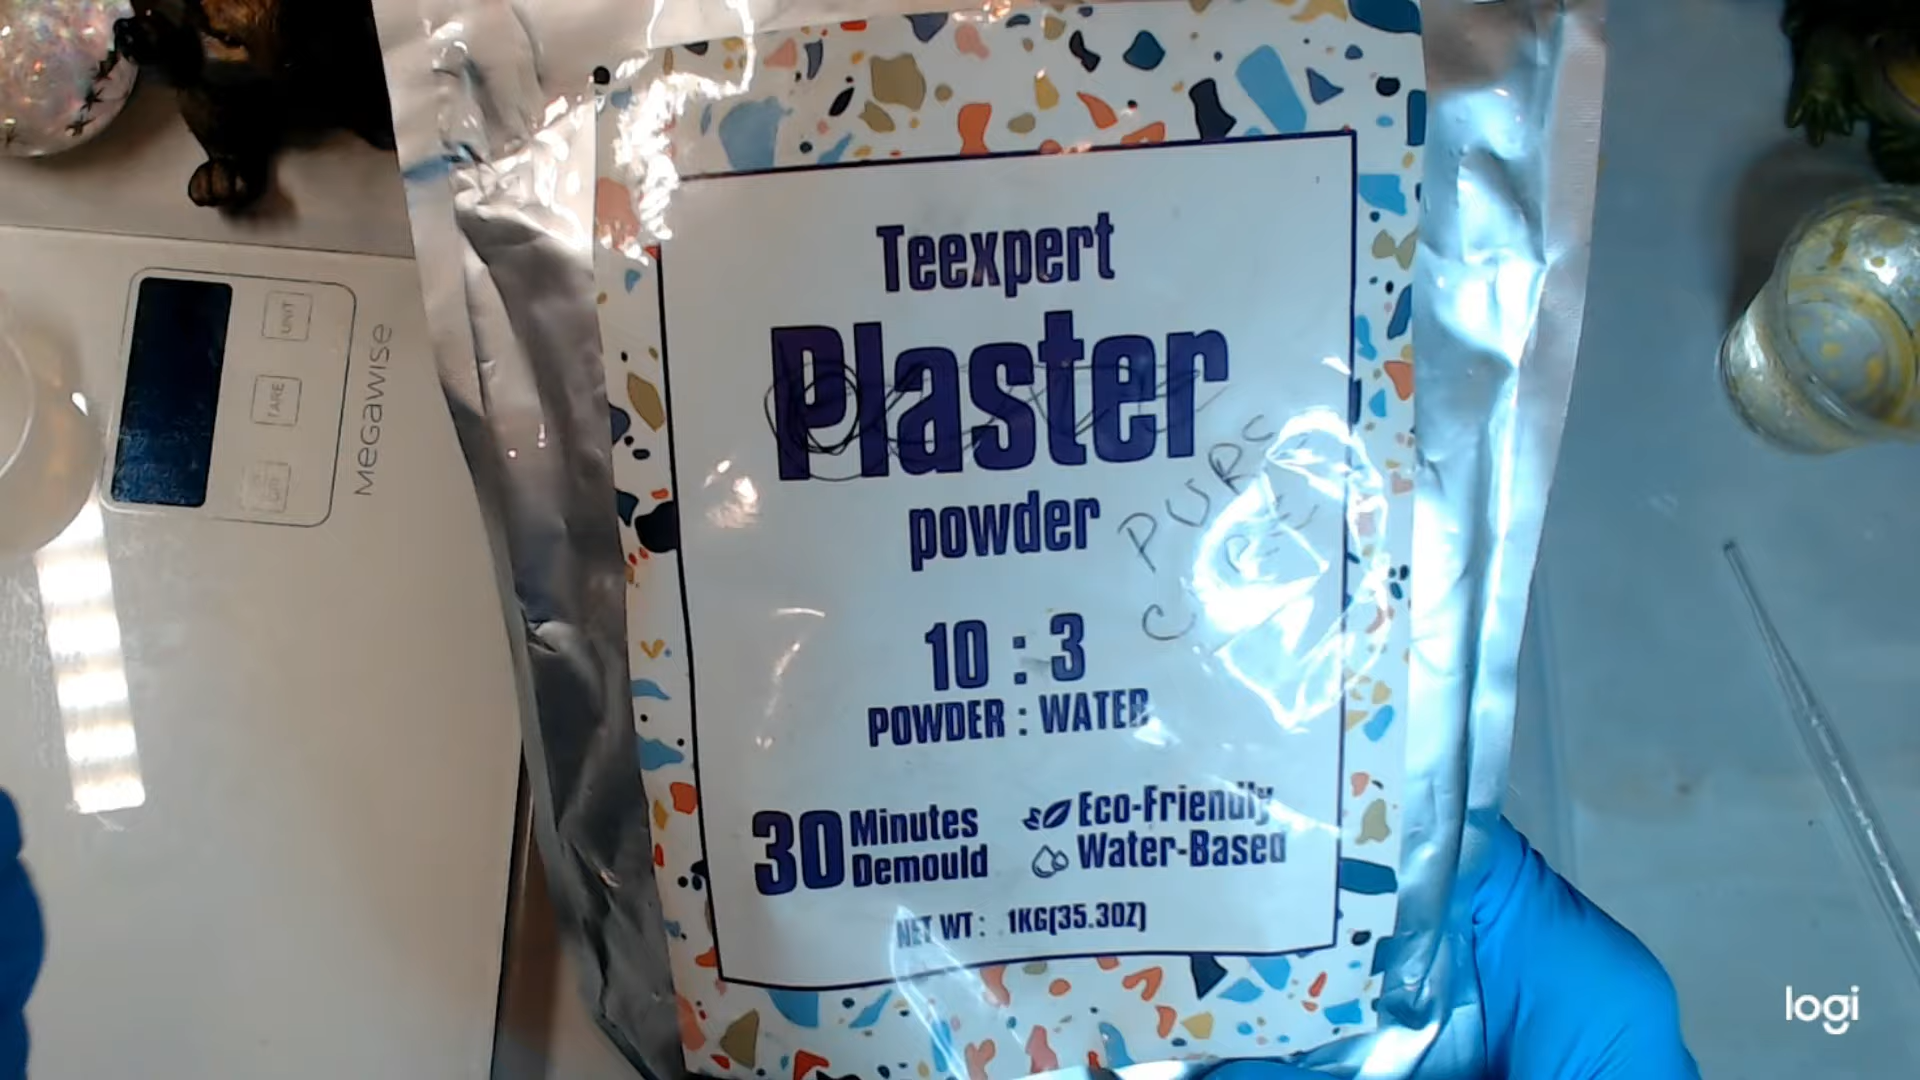 Teexpert
Plaster
powder
PURE
10 : 3
POWDER : WATER
30 Minutes
Demould
Eco-Friendly
Water-Based
NET WT : 1KG(35.3OZ)
UNIT
TARE
MEGAWISE
logi